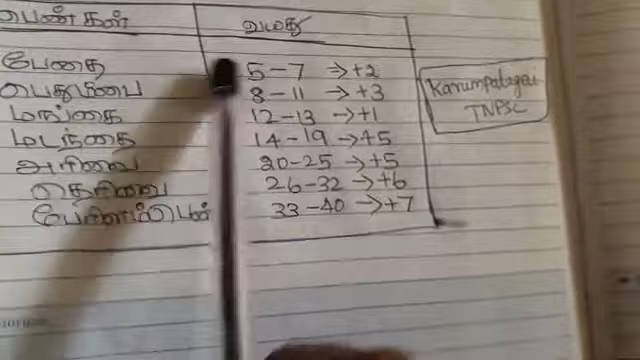 பெண்கள் வயது
பேதை 5-7 → +2
பெதும்பை 8-11 → +3
மங்கை 12-13 → +1
மடந்தை 14-19 → +5
அரிவை 20-25 → +5
தெரிவை 26-32 → +6
பேரிளம்பெண் 33-40 → +7
Karumpalagai
TNPSC